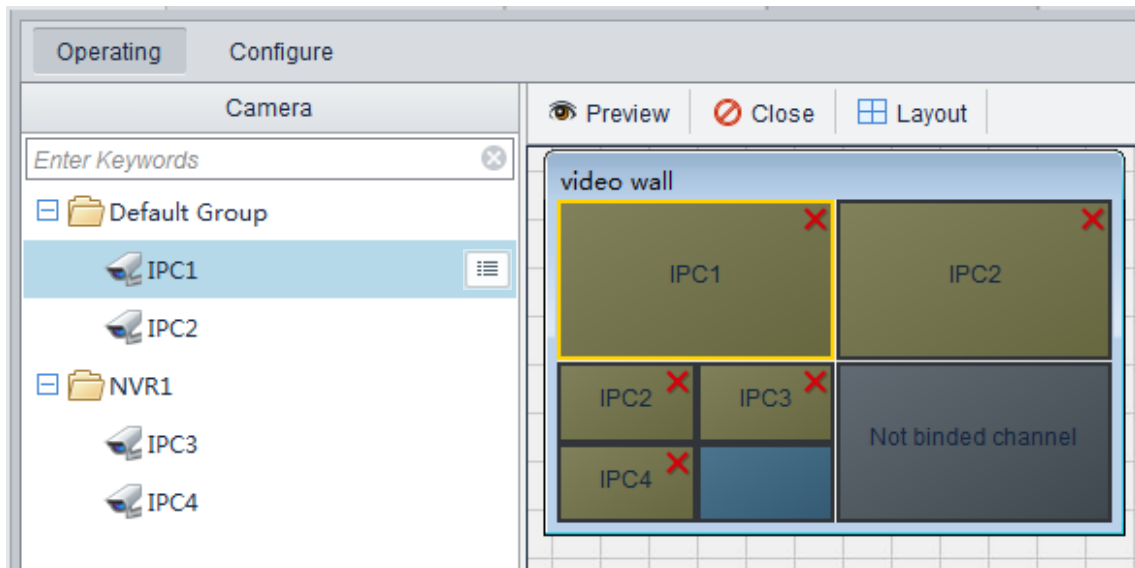 Operating Configure
Camera
Enter Keywords
Default Group
IPC1
IPC2
NVR1
IPC3
IPC4
Preview Close Layout
video wall
IPC1 IPC2
IPC2 IPC3
Not binded channel
IPC4